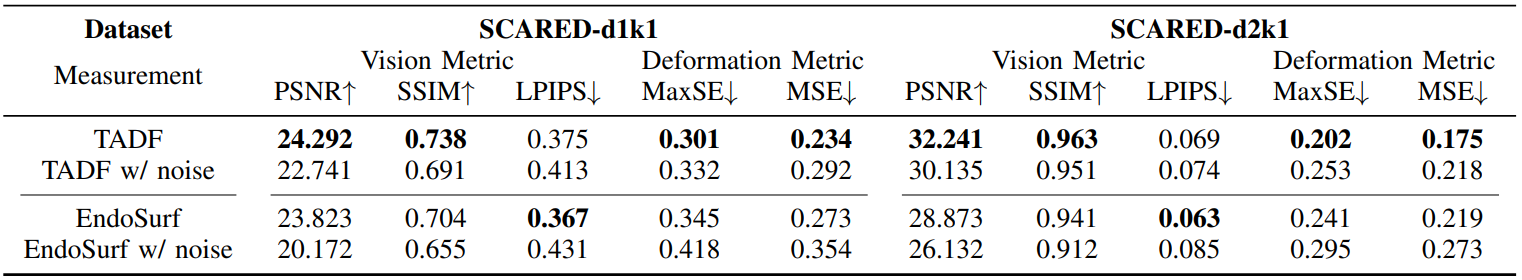 Dataset SCARED-d1k1 SCARED-d2k1
Measurement Vision Metric Deformation Metric Vision Metric Deformation Metric
PSNR↑ SSIM↑ LPIPS↓ MaxSE↓ MSE↓ PSNR↑ SSIM↑ LPIPS↓ MaxSE↓ MSE↓
TADF 24.292 0.738 0.375 0.301 0.234 32.241 0.963 0.069 0.202 0.175
TADF w/ noise 22.741 0.691 0.413 0.332 0.292 30.135 0.951 0.074 0.253 0.218
EndoSurf 23.823 0.704 0.367 0.345 0.273 28.873 0.941 0.063 0.241 0.219
EndoSurf w/ noise 20.172 0.655 0.431 0.418 0.354 26.132 0.912 0.085 0.295 0.273